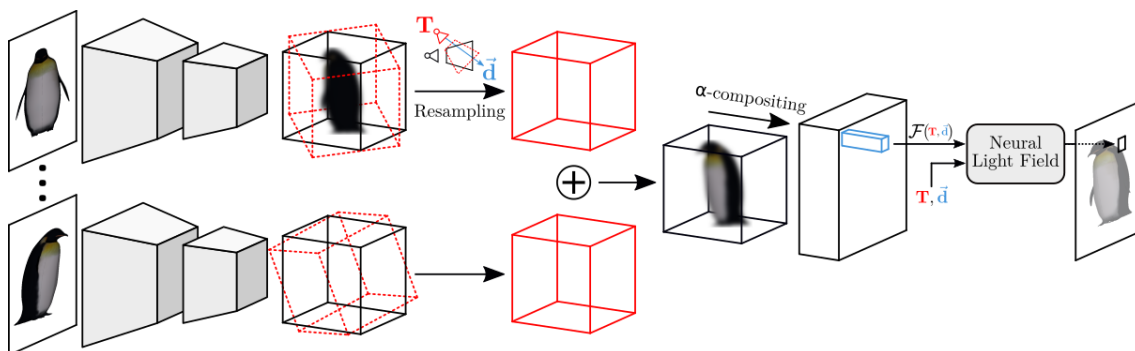 T
d⃗
Resampling
α-compositing
F(T,d⃗)
T, d⃗
Neural
Light Field